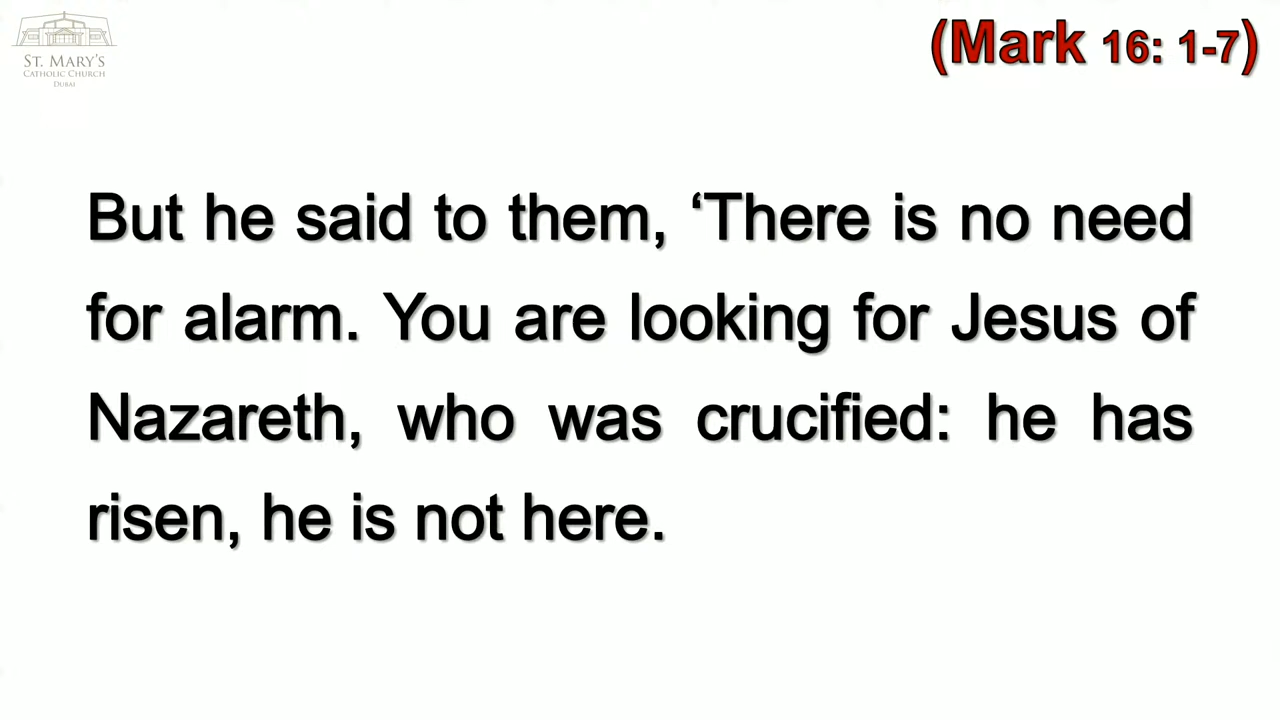 ST. MARY'S
CATHOLIC CHURCH
DUBAI
(Mark 16: 1-7)
But he said to them, ‘There is no need
for alarm. You are looking for Jesus of
Nazareth, who was crucified: he has
risen, he is not here.